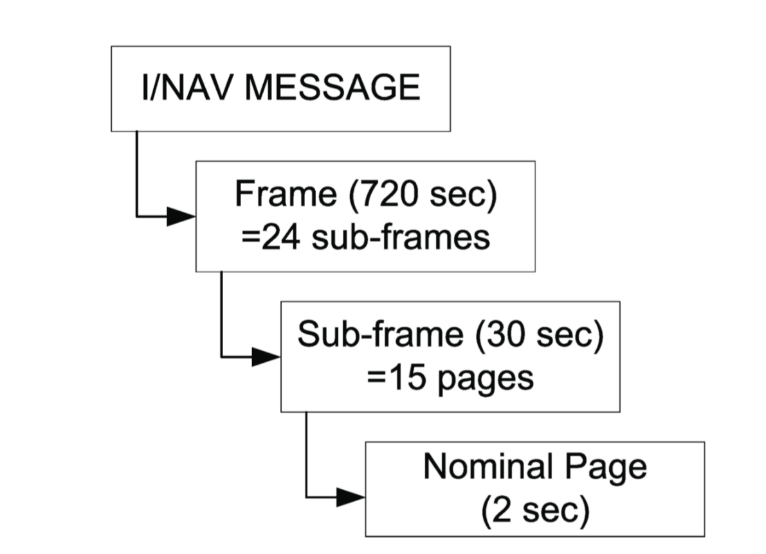 I/NAV MESSAGE
Frame (720 sec)
=24 sub-frames
Sub-frame (30 sec)
=15 pages
Nominal Page
(2 sec)